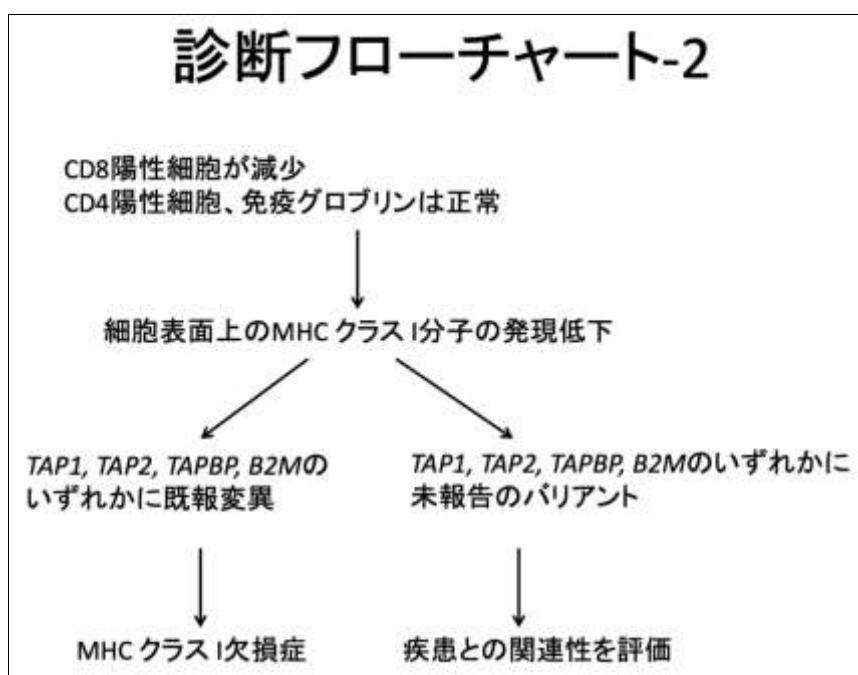 診断フローチャート-2
CD8陽性細胞が減少
CD4陽性細胞、免疫グロブリンは正常
細胞表面上のMHC クラス I分子の発現低下
TAP1, TAP2, TAPBP, B2Mの
いずれかに既報変異
TAP1, TAP2, TAPBP, B2Mのいずれかに
未報告のバリアント
MHC クラス I欠損症
疾患との関連性を評価